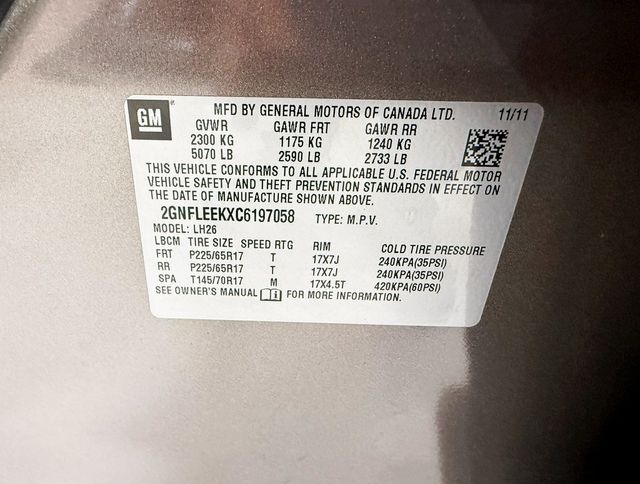 GM ® MFD BY GENERAL MOTORS OF CANADA LTD. 11/11
GVWR GAWR FRT GAWR RR
2300 KG 1175 KG 1240 KG
5070 LB 2590 LB 2733 LB
THIS VEHICLE CONFORMS TO ALL APPLICABLE U.S. FEDERAL MOTOR
VEHICLE SAFETY AND THEFT PREVENTION STANDARDS IN EFFECT ON
THE DATE OF MANUFACTURE SHOWN ABOVE.
2GNFLEEKXC6197058 TYPE: M.P.V.
MODEL: LH26
LBCM TIRE SIZE SPEED RTG RIM COLD TIRE PRESSURE
FRT P225/65R17 T 17X7J 240KPA(35PSI)
RR P225/65R17 T 17X7J 240KPA(35PSI)
SPA T145/70R17 M 17X4.5T 420KPA(60PSI)
SEE OWNER'S MANUAL FOR MORE INFORMATION.